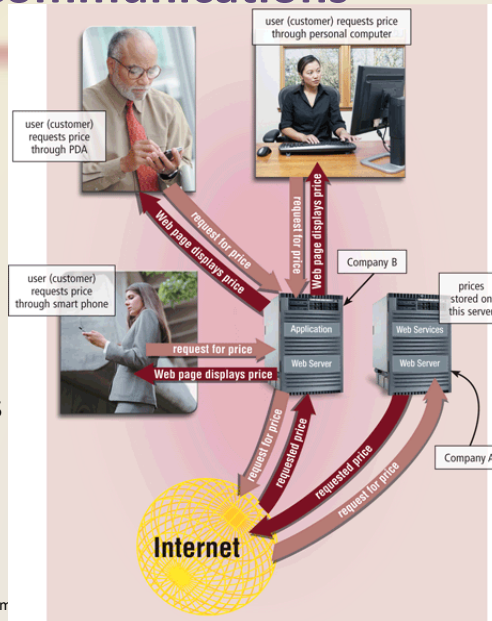 communications
user (customer) requests price
through personal computer
user (customer)
requests price
through PDA
request for price
Web page displays price
request for price
Web page displays price
Company B
user (customer)
requests price
through smart phone
prices
stored on
this server
Application
Web Server
Web Services
Web Server
request for price
Web page displays price
s
request for price
requested price
requested price
request for price
Company A
Internet